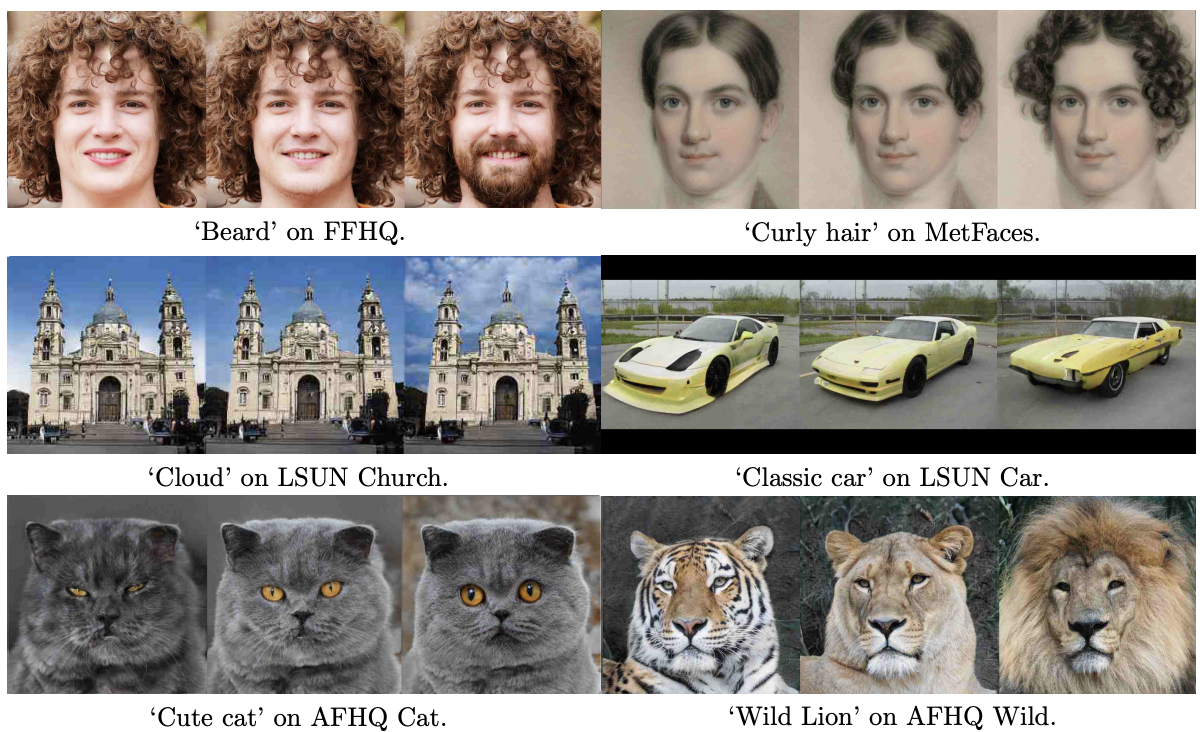 ‘Beard’ on FFHQ.
‘Curly hair’ on MetFaces.
‘Cloud’ on LSUN Church.
‘Classic car’ on LSUN Car.
‘Cute cat’ on AFHQ Cat.
‘Wild Lion’ on AFHQ Wild.